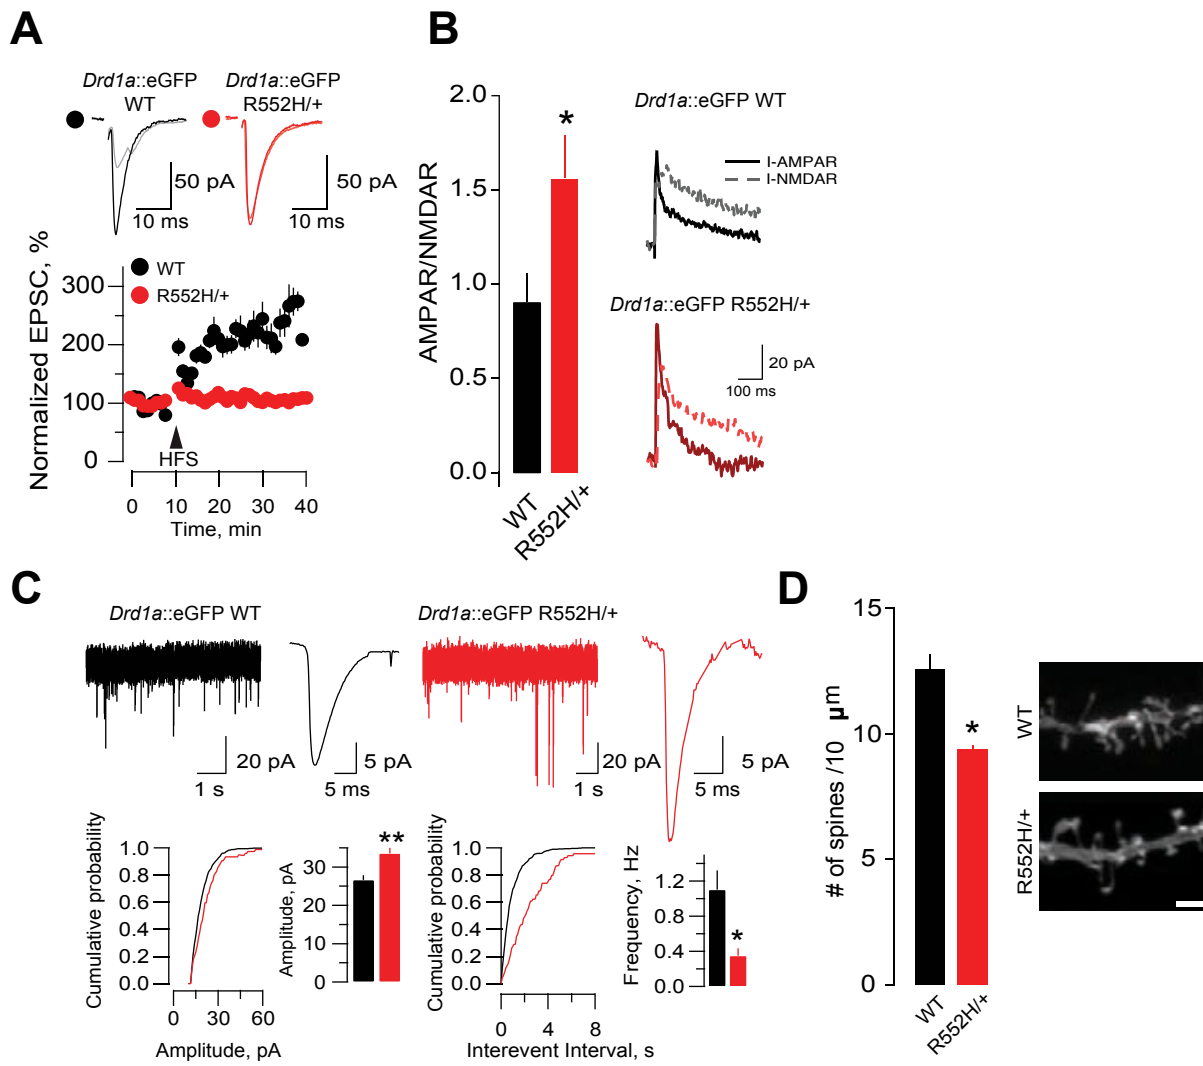 A
Drd1a::eGFP WT
Drd1a::eGFP R552H/+
50 pA
10 ms
50 pA
10 ms
WT
R552H/+
Normalized EPSC, %
300
200
100
0
HFS
0 10 20 30 40
Time, min
B
AMPAR/NMDAR
2.0
1.5
1.0
0.5
0.0
*
WT
R552H/+
Drd1a::eGFP WT
I-AMPAR
I-NMDAR
Drd1a::eGFP R552H/+
20 pA
100 ms
C
Drd1a::eGFP WT
20 pA
1 s
5 pA
5 ms
Drd1a::eGFP R552H/+
20 pA
1 s
5 pA
5 ms
Cumulative probability
1.0
0.8
0.6
0.4
0.2
0.0
0 30 60
Amplitude, pA
Amplitude, pA
30
20
10
0
**
Cumulative probability
1.0
0.8
0.6
0.4
0.2
0.0
0 4 8
Interevent Interval, s
Frequency, Hz
1.2
0.8
0.4
0.0
*
D
# of spines /10 µm
15
10
5
0
*
WT
R552H/+
WT
R552H/+